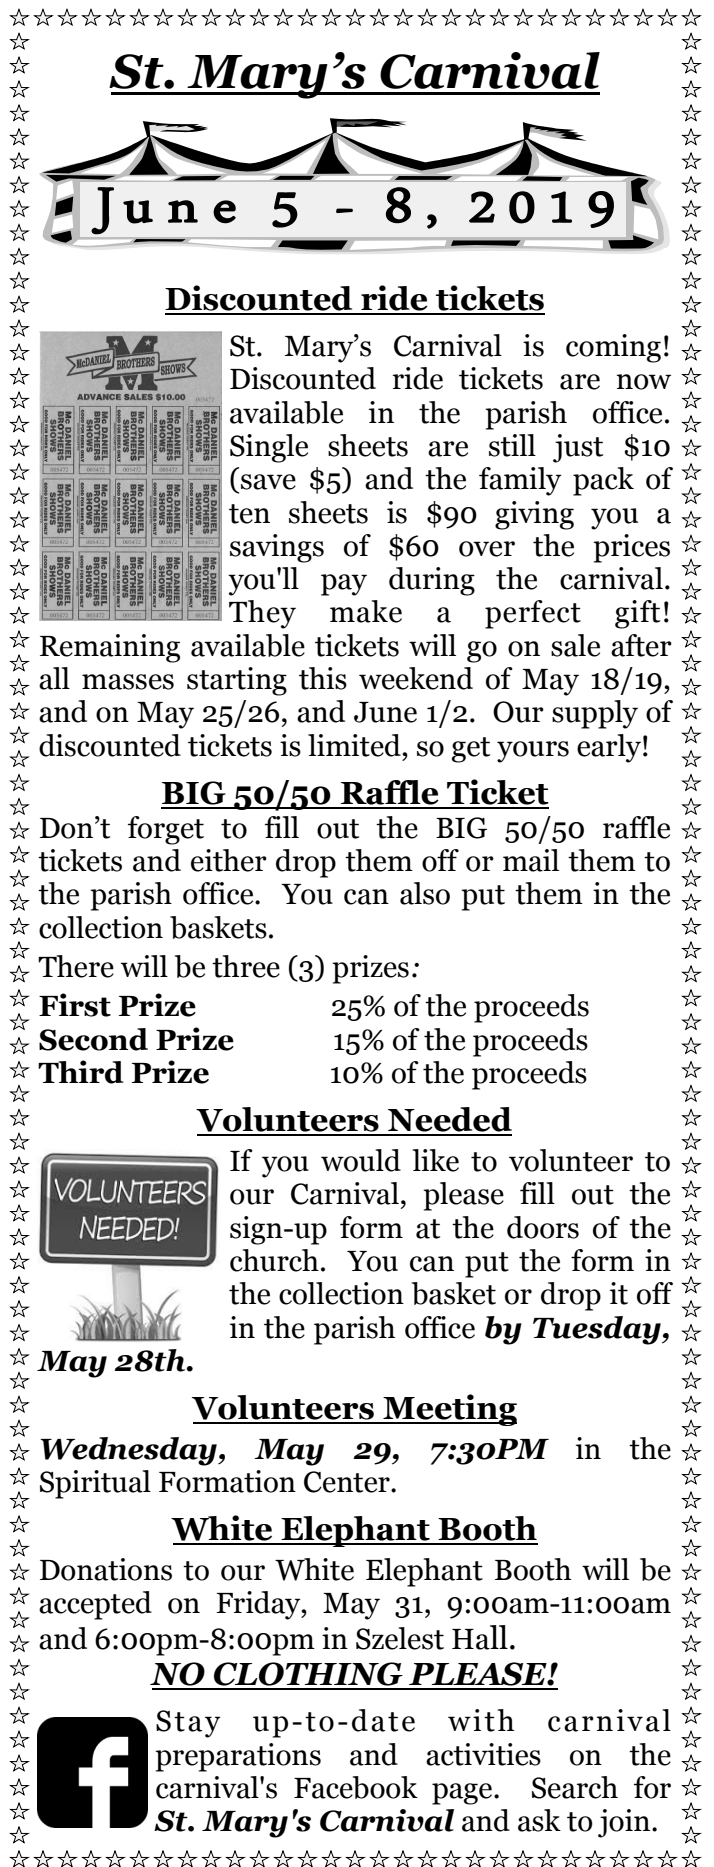 St. Mary’s Carnival
June 5 - 8, 2019
Discounted ride tickets
McDANIEL BROTHERS SHOWS
ADVANCE SALES $10.00
003472
St. Mary’s Carnival is coming!
Discounted ride tickets are now
available in the parish office.
Single sheets are still just $10
(save $5) and the family pack of
ten sheets is $90 giving you a
savings of $60 over the prices
you'll pay during the carnival.
They make a perfect gift!
Remaining available tickets will go on sale after
all masses starting this weekend of May 18/19,
and on May 25/26, and June 1/2. Our supply of
discounted tickets is limited, so get yours early!
BIG 50/50 Raffle Ticket
Don’t forget to fill out the BIG 50/50 raffle
tickets and either drop them off or mail them to
the parish office. You can also put them in the
collection baskets.
There will be three (3) prizes:
First Prize 25% of the proceeds
Second Prize 15% of the proceeds
Third Prize 10% of the proceeds
Volunteers Needed
VOLUNTEERS
NEEDED!
If you would like to volunteer to
our Carnival, please fill out the
sign-up form at the doors of the
church. You can put the form in
the collection basket or drop it off
in the parish office by Tuesday,
May 28th.
Volunteers Meeting
Wednesday, May 29, 7:30PM in the
Spiritual Formation Center.
White Elephant Booth
Donations to our White Elephant Booth will be
accepted on Friday, May 31, 9:00am-11:00am
and 6:00pm-8:00pm in Szelest Hall.
NO CLOTHING PLEASE!
Stay up-to-date with carnival
preparations and activities on the
carnival's Facebook page. Search for
St. Mary's Carnival and ask to join.